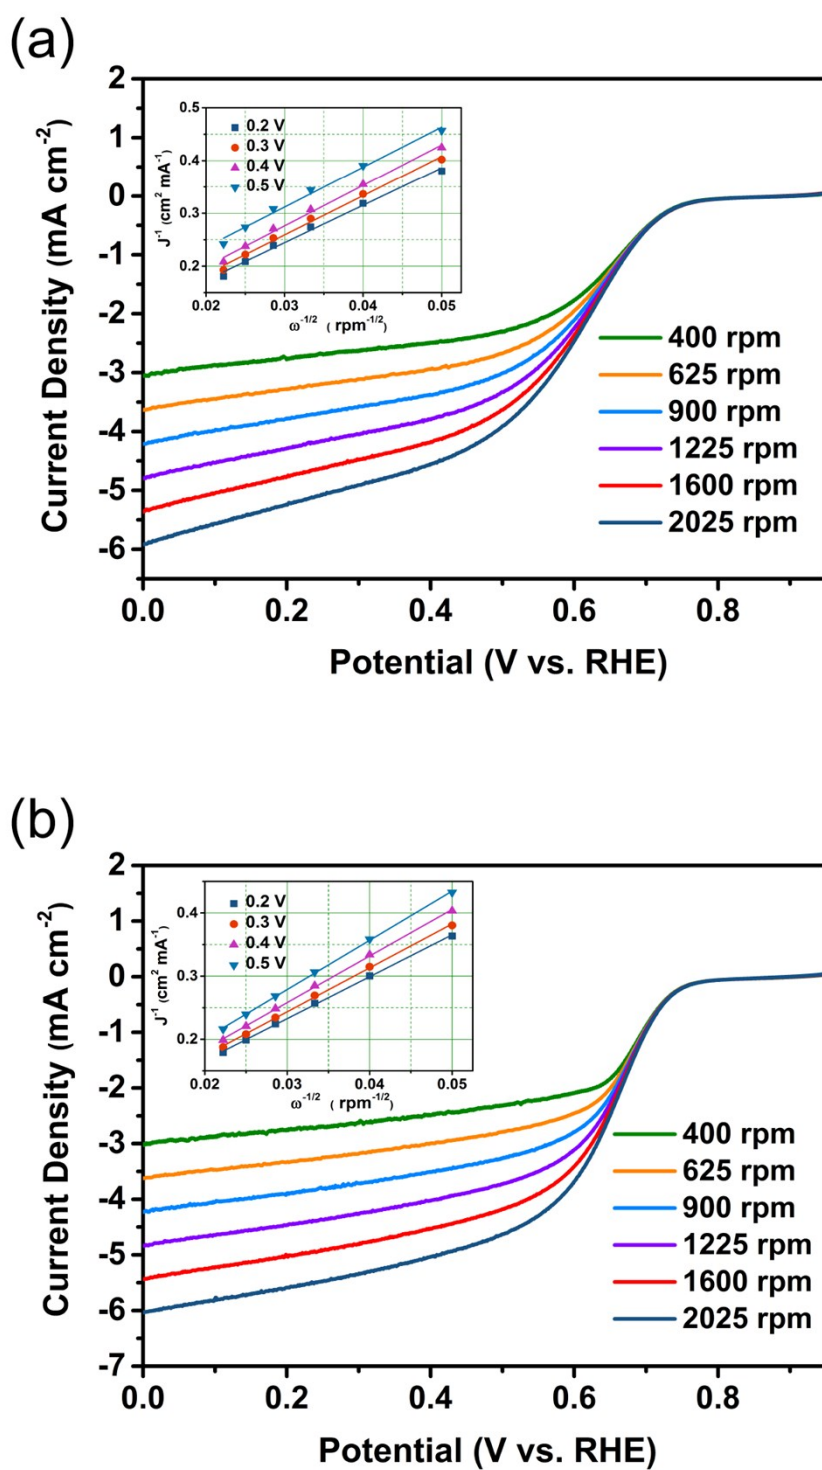 (a)
2
1
0
-1
-2
-3
-4
-5
-6
Current Density (mA cm-2)
0.0 0.2 0.4 0.6 0.8
Potential (V vs. RHE)
0.5
0.4
0.3
0.2
J-1 (cm2 mA-1)
0.02 0.03 0.04 0.05
ω-1/2 ( rpm-1/2)
0.2 V
0.3 V
0.4 V
0.5 V
400 rpm
625 rpm
900 rpm
1225 rpm
1600 rpm
2025 rpm
(b)
2
1
0
-1
-2
-3
-4
-5
-6
-7
Current Density (mA cm-2)
0.0 0.2 0.4 0.6 0.8
Potential (V vs. RHE)
0.4
0.3
0.2
J-1 (cm2 mA-1)
0.02 0.03 0.04 0.05
ω-1/2 ( rpm-1/2)
0.2 V
0.3 V
0.4 V
0.5 V
400 rpm
625 rpm
900 rpm
1225 rpm
1600 rpm
2025 rpm